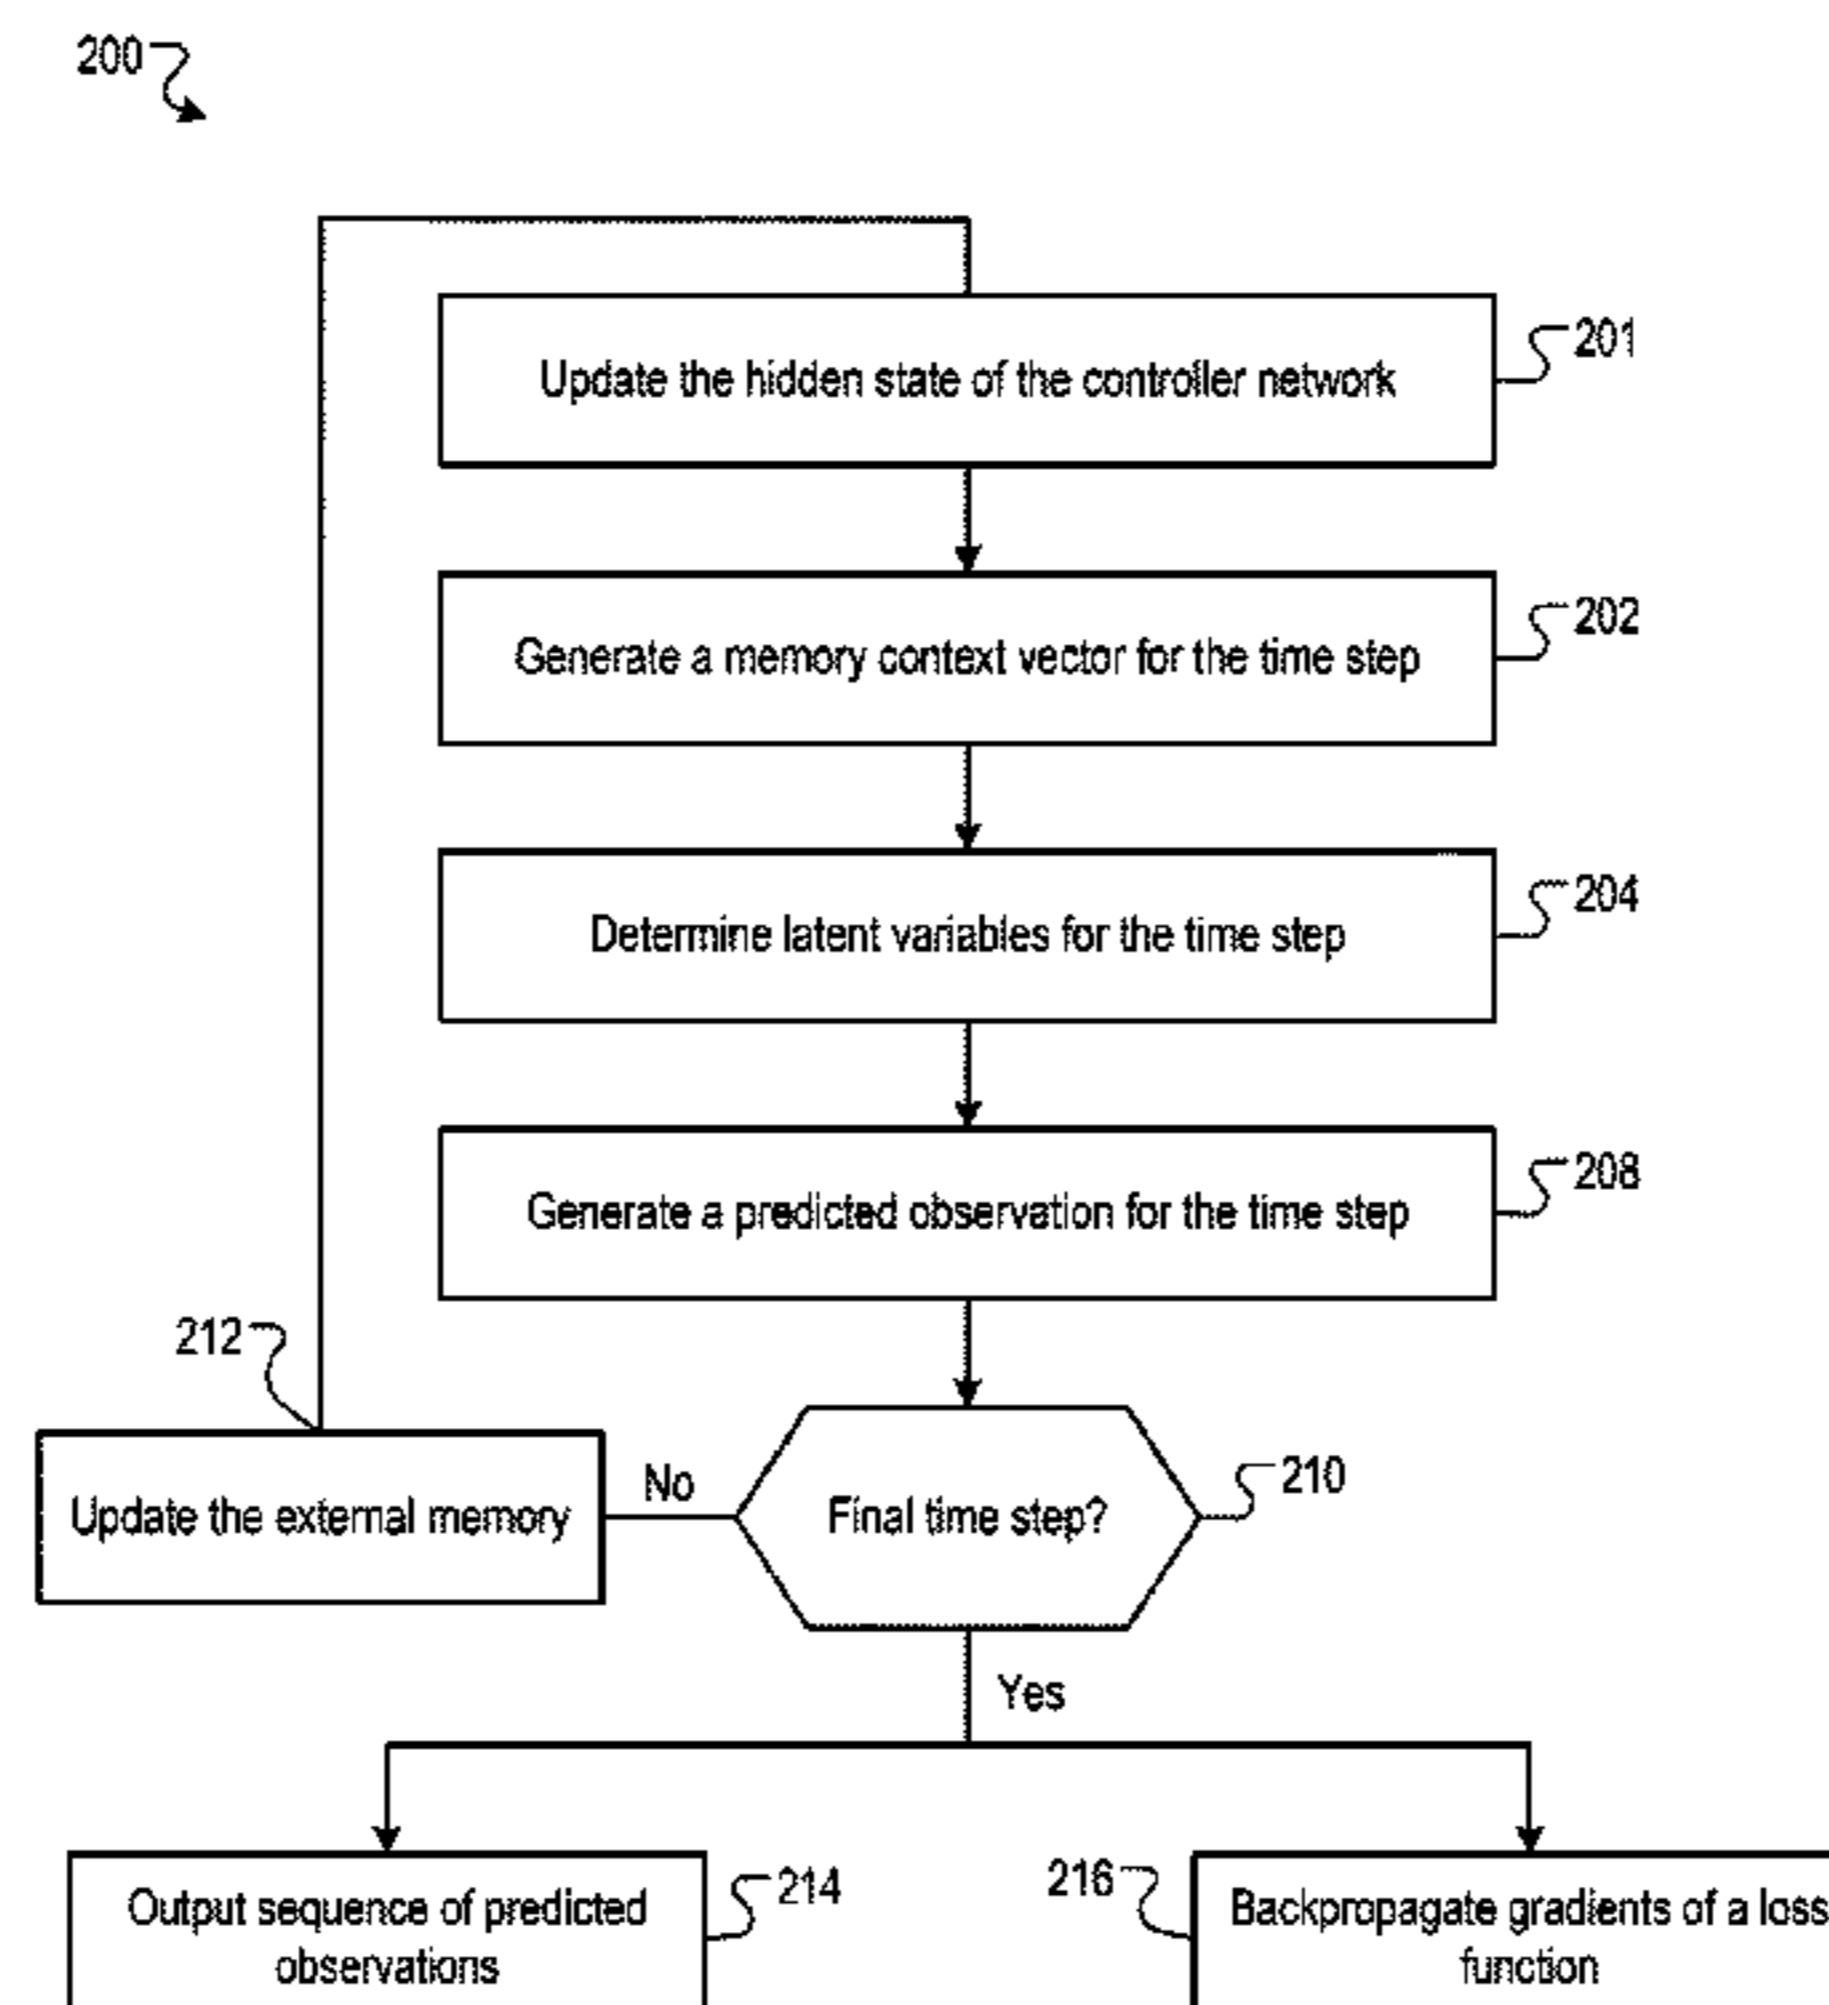 200
Update the hidden state of the controller network
201
Generate a memory context vector for the time step
202
Determine latent variables for the time step
204
Generate a predicted observation for the time step
208
212
Update the external memory
No
Final time step?
210
Yes
Output sequence of predicted
observations
214
216
Backpropagate gradients of a loss
function